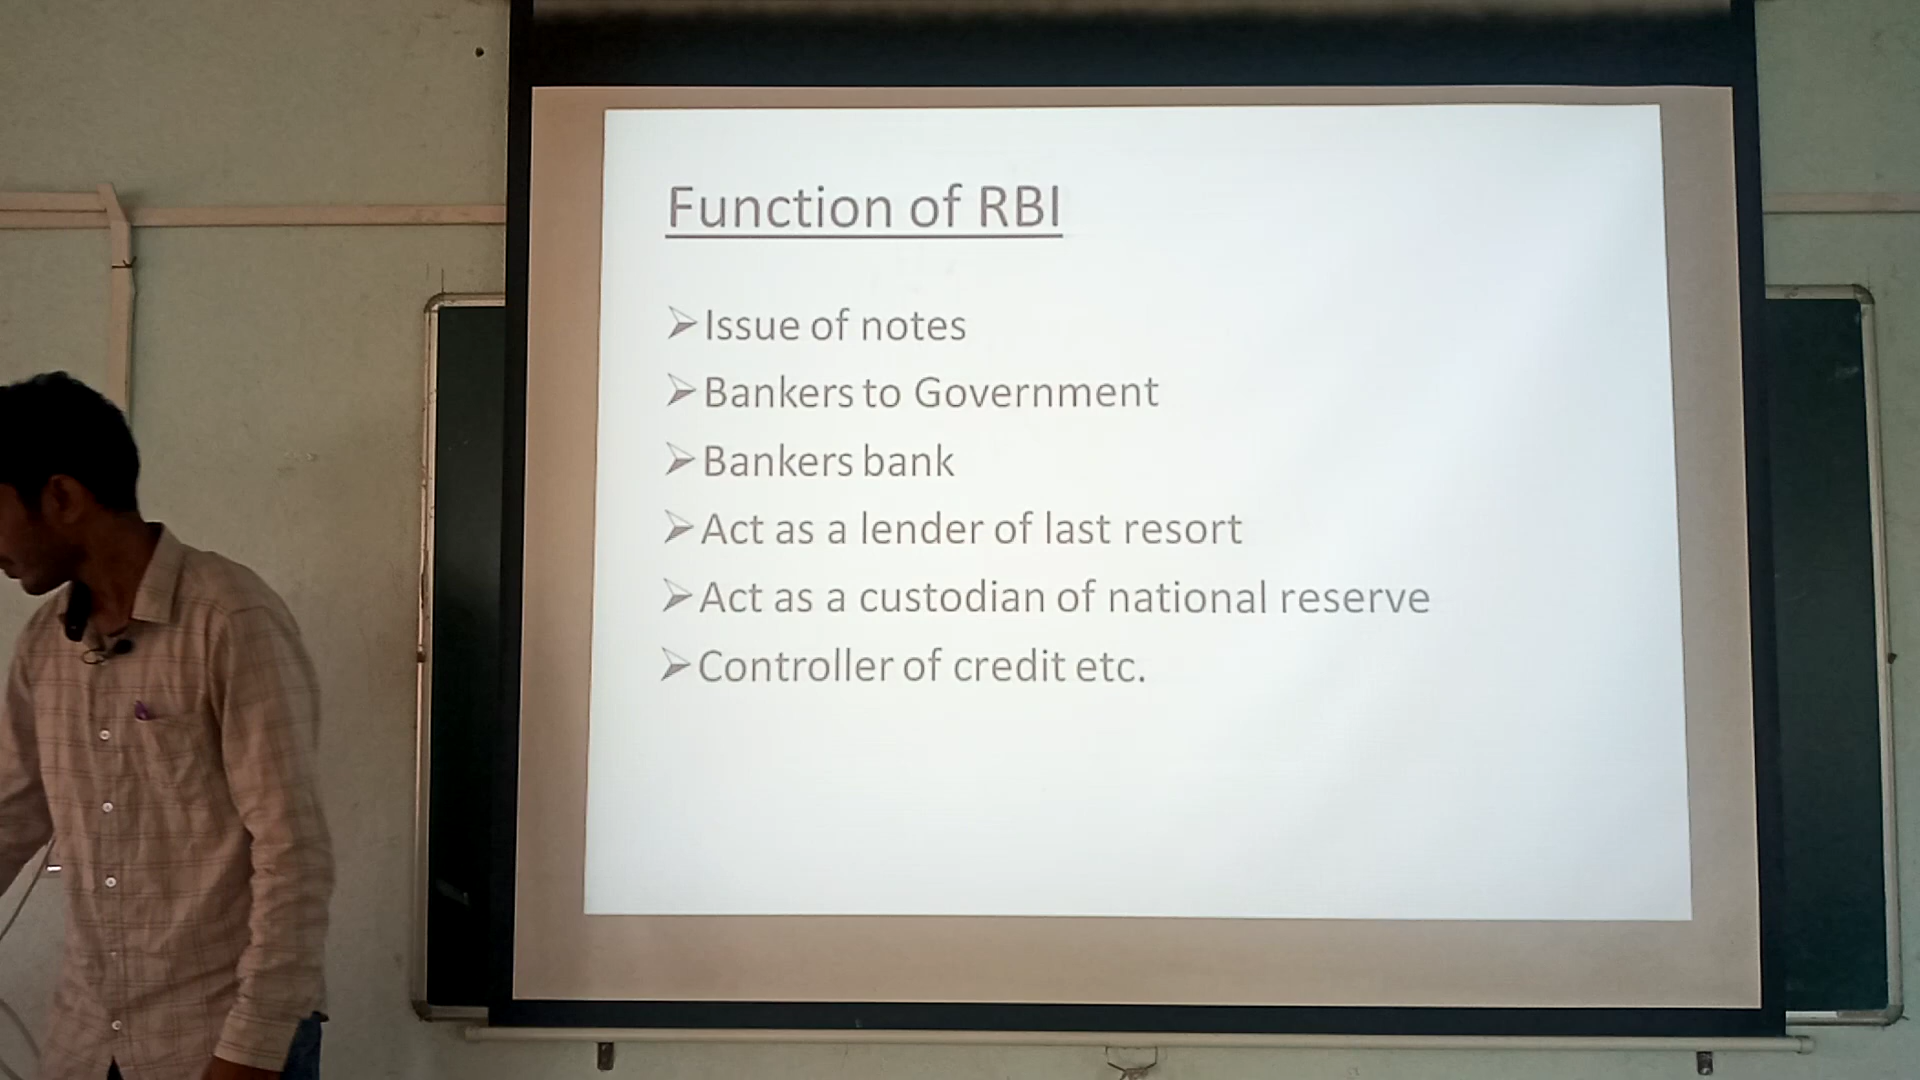 Function of RBI
➢Issue of notes
➢Bankers to Government
➢Bankers bank
➢Act as a lender of last resort
➢Act as a custodian of national reserve
➢Controller of credit etc.